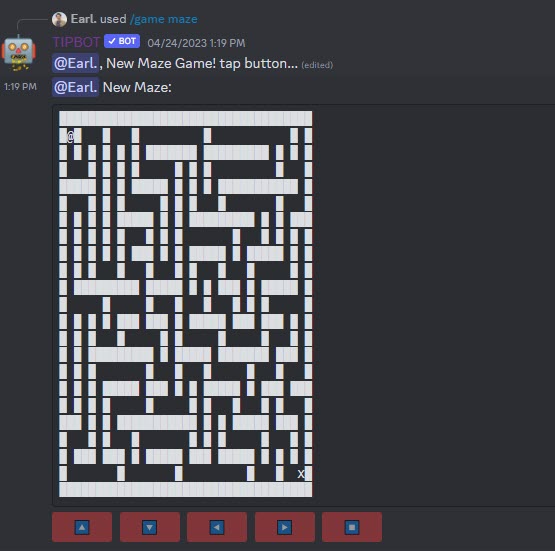 Earl. used /game maze
TIPBOT ✓ BOT 04/24/2023 1:19 PM
@Earl., New Maze Game! tap button... (edited)
1:19 PM @Earl. New Maze:
@
X